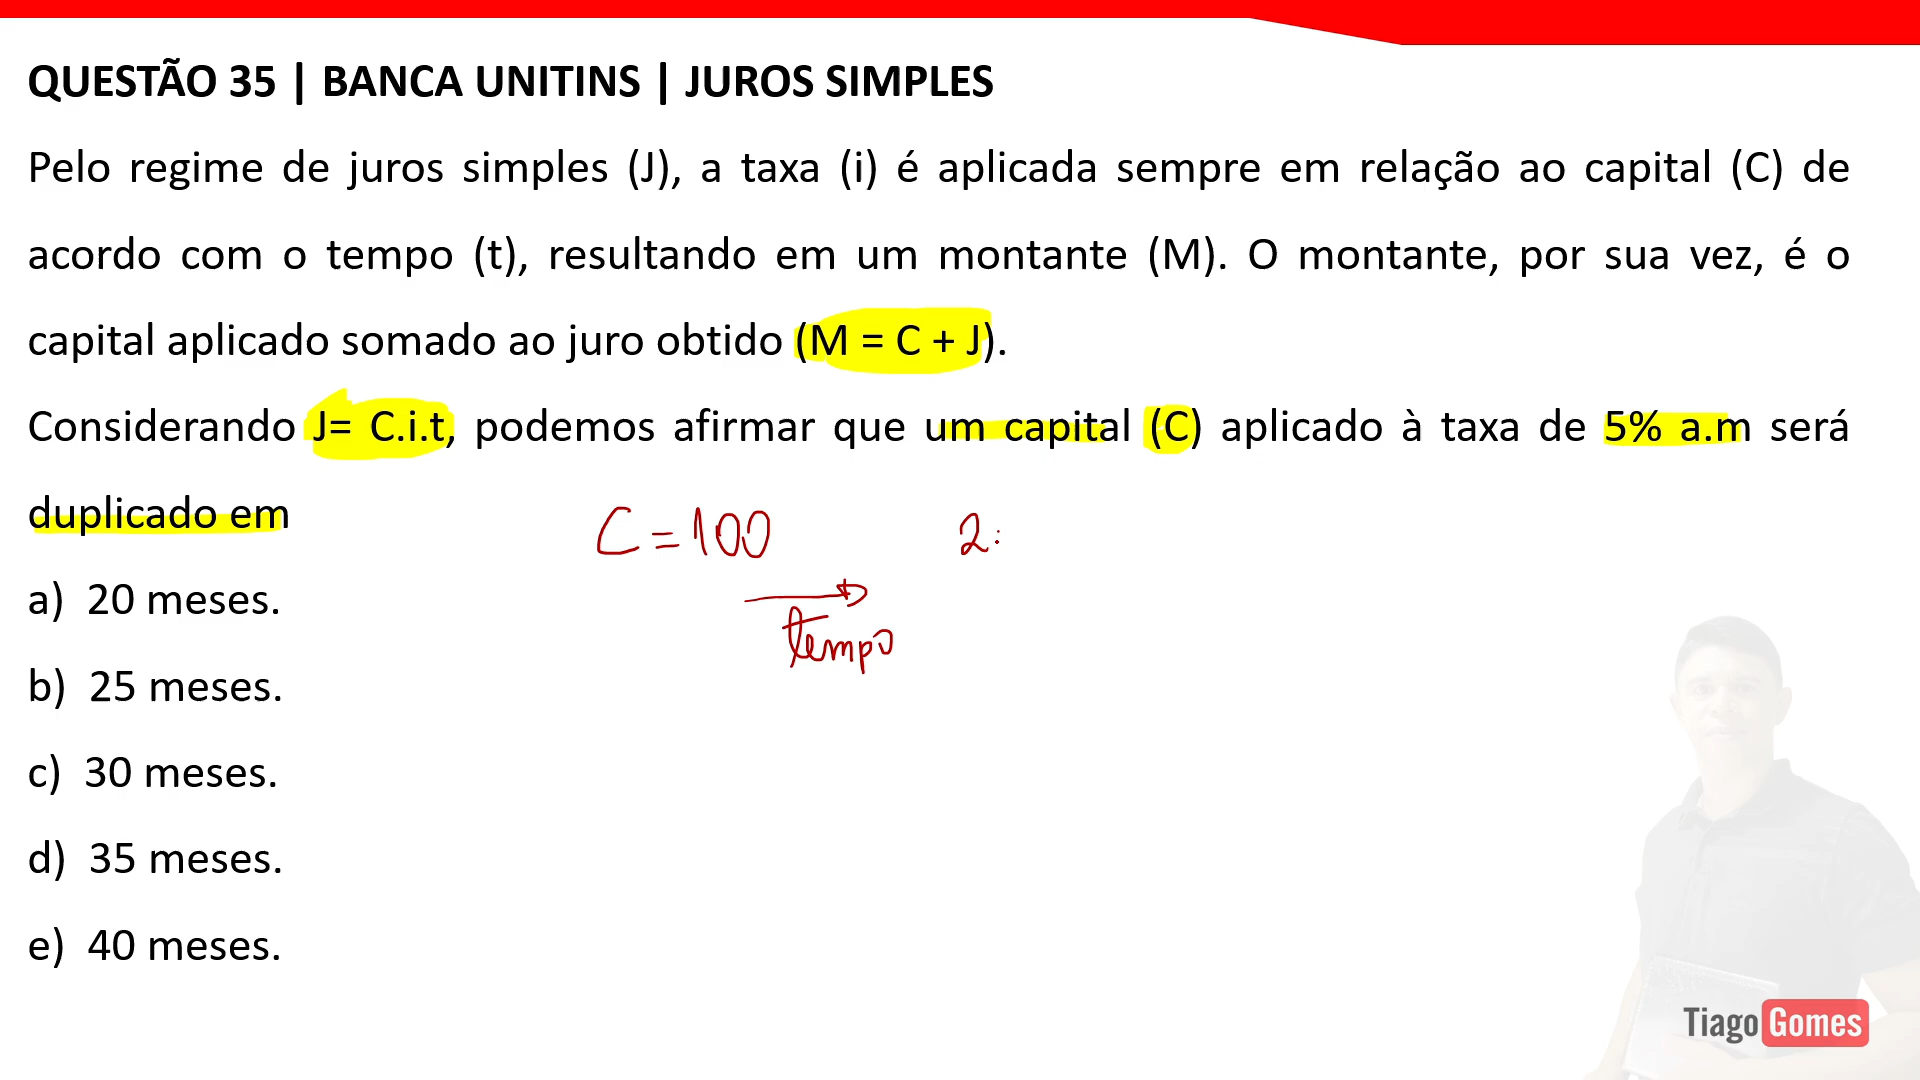 QUESTÃO 35 | BANCA UNITINS | JUROS SIMPLES
Pelo regime de juros simples (J), a taxa (i) é aplicada sempre em relação ao capital (C) de
acordo com o tempo (t), resultando em um montante (M). O montante, por sua vez, é o
capital aplicado somado ao juro obtido (M = C + J).
Considerando J= C.i.t, podemos afirmar que um capital (C) aplicado à taxa de 5% a.m será
duplicado em
C = 100 2
tempo
a) 20 meses.
b) 25 meses.
c) 30 meses.
d) 35 meses.
e) 40 meses.
Tiago Gomes